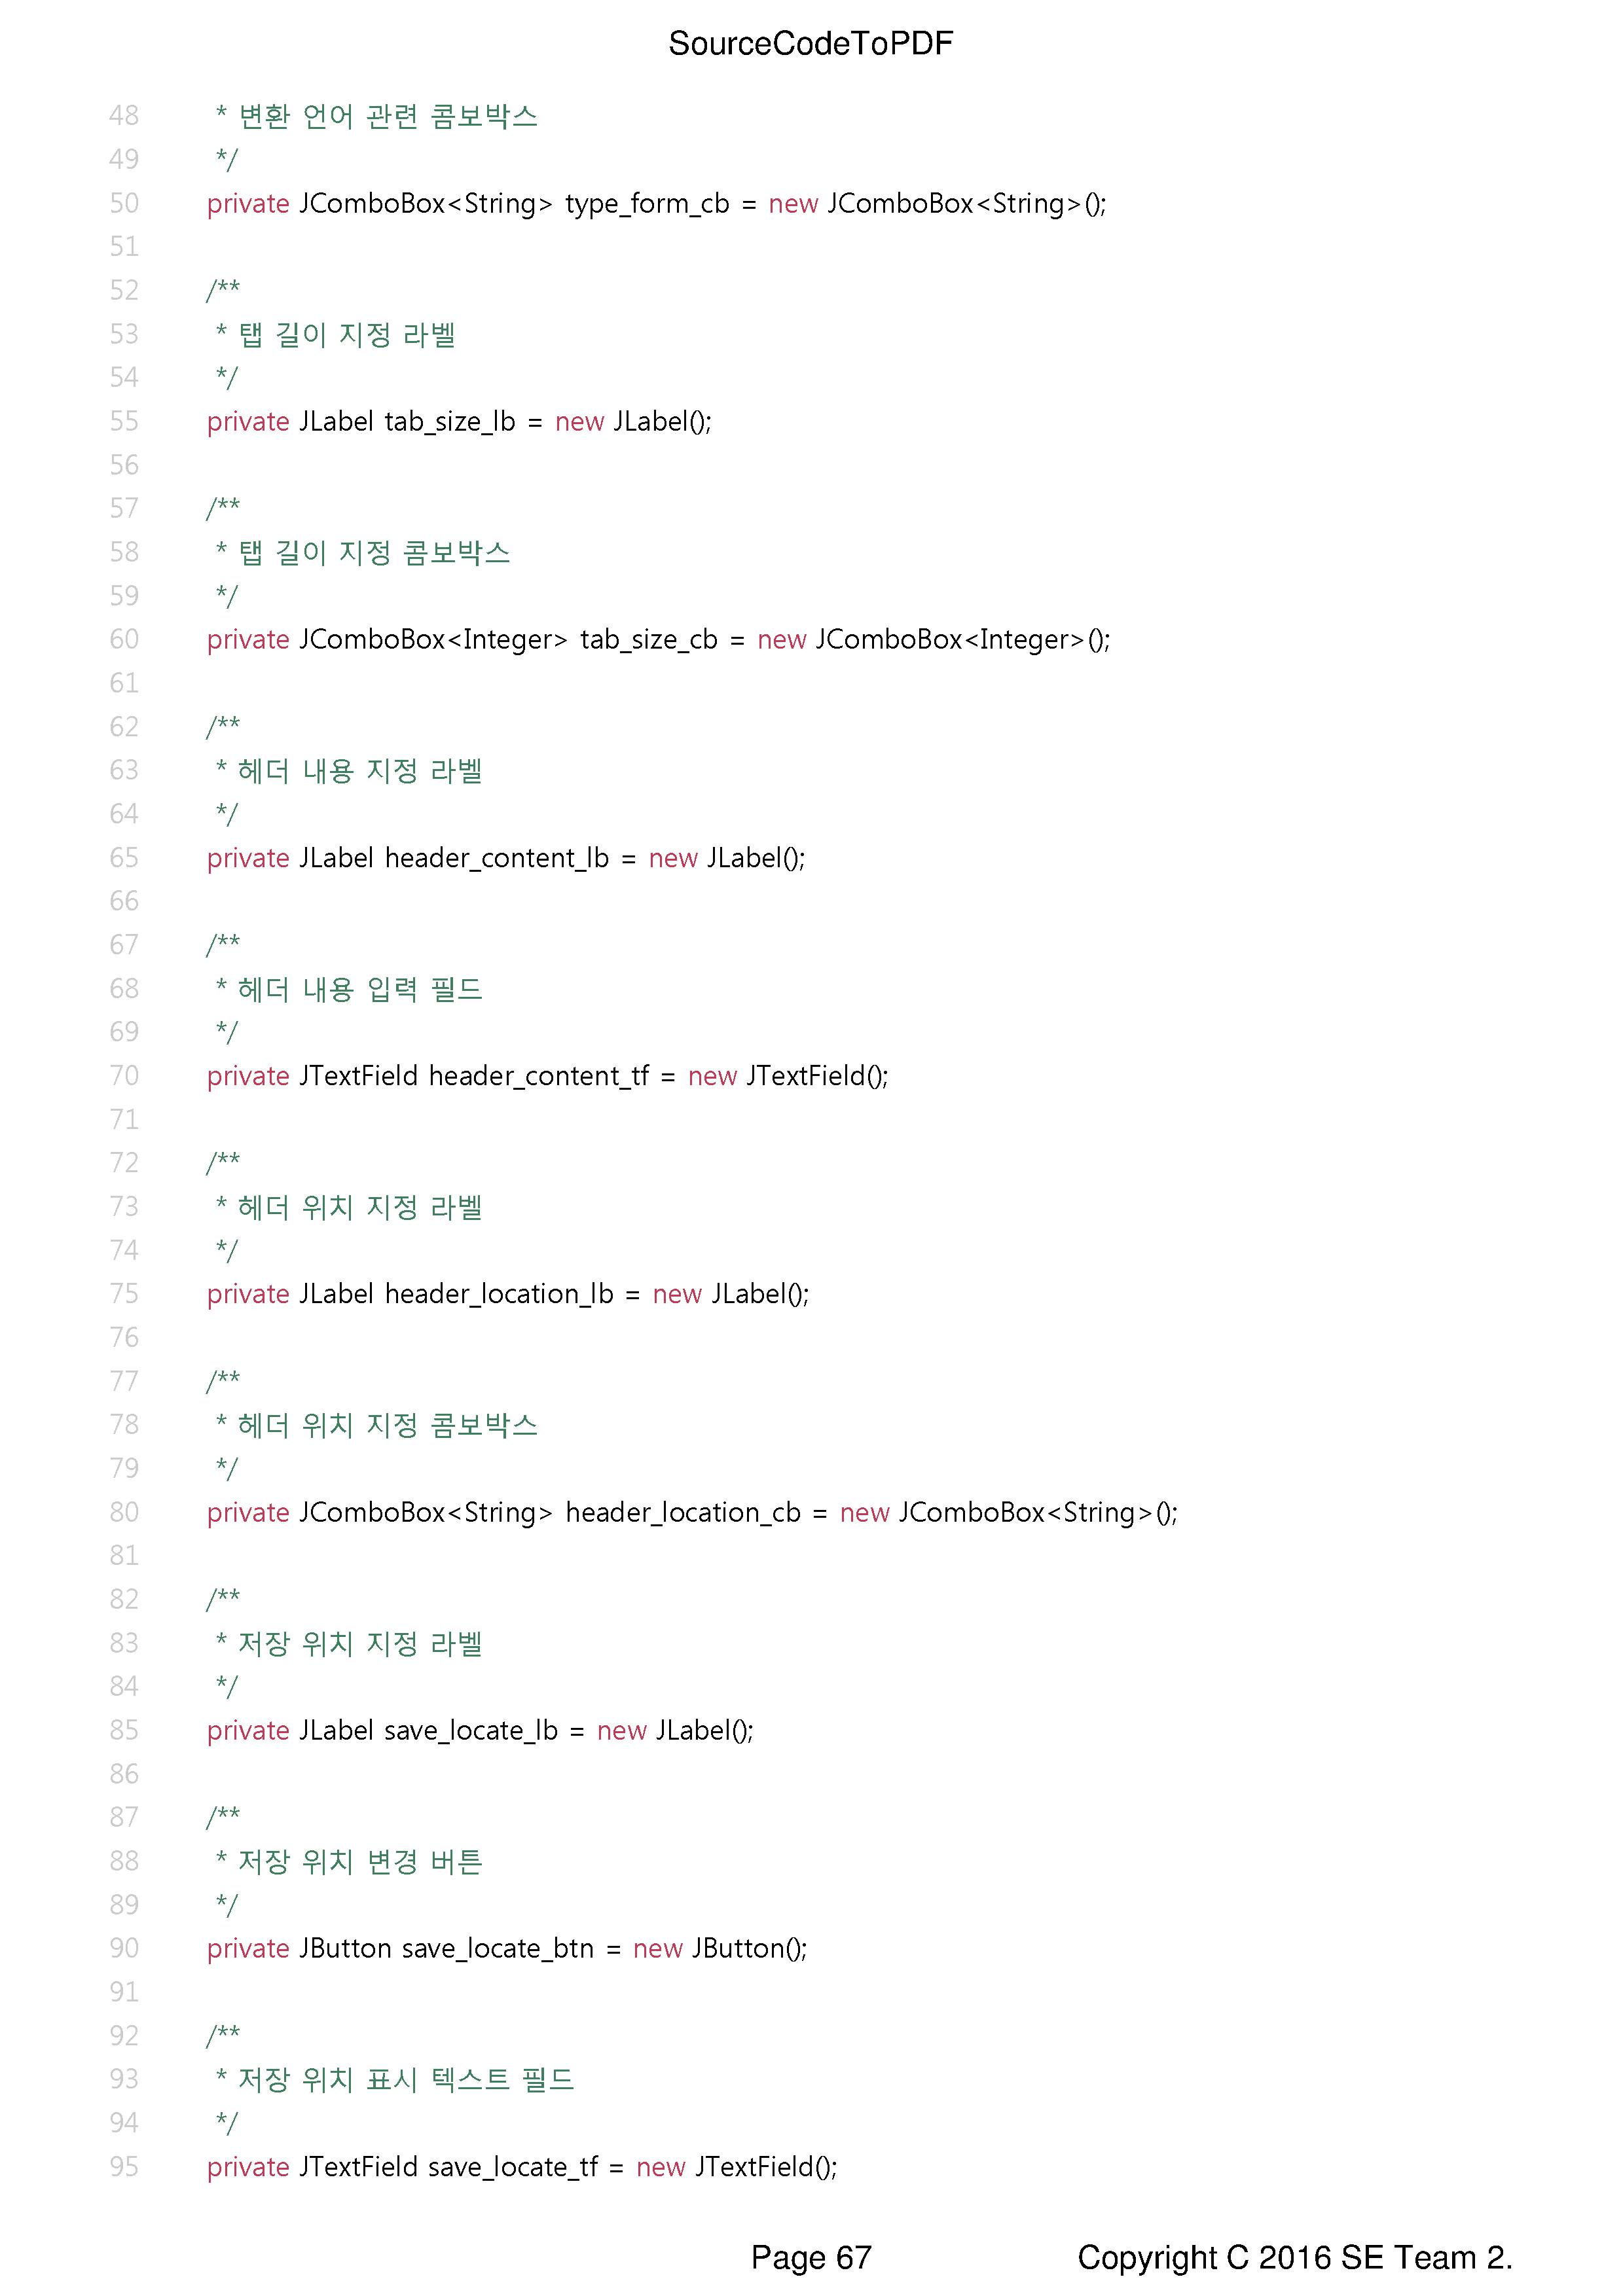 SourceCodeToPDF
48 * 변환 언어 관련 콤보박스
49 */
50 private JComboBox<String> type_form_cb = new JComboBox<String>();
51
52 /**
53 * 탭 길이 지정 라벨
54 */
55 private JLabel tab_size_lb = new JLabel();
56
57 /**
58 * 탭 길이 지정 콤보박스
59 */
60 private JComboBox<Integer> tab_size_cb = new JComboBox<Integer>();
61
62 /**
63 * 헤더 내용 지정 라벨
64 */
65 private JLabel header_content_lb = new JLabel();
66
67 /**
68 * 헤더 내용 입력 필드
69 */
70 private JTextField header_content_tf = new JTextField();
71
72 /**
73 * 헤더 위치 지정 라벨
74 */
75 private JLabel header_location_lb = new JLabel();
76
77 /**
78 * 헤더 위치 지정 콤보박스
79 */
80 private JComboBox<String> header_location_cb = new JComboBox<String>();
81
82 /**
83 * 저장 위치 지정 라벨
84 */
85 private JLabel save_locate_lb = new JLabel();
86
87 /**
88 * 저장 위치 변경 버튼
89 */
90 private JButton save_locate_btn = new JButton();
91
92 /**
93 * 저장 위치 표시 텍스트 필드
94 */
95 private JTextField save_locate_tf = new JTextField();
Page 67 Copyright C 2016 SE Team 2.